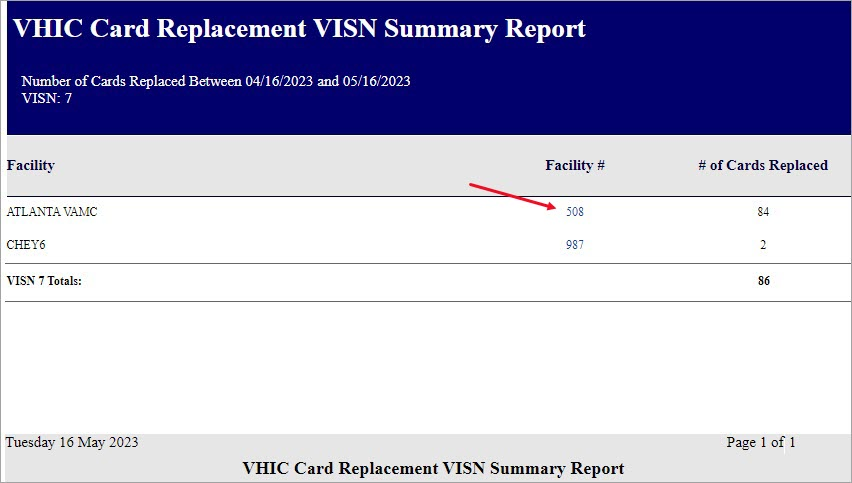 VHIC Card Replacement VISN Summary Report
Number of Cards Replaced Between 04/16/2023 and 05/16/2023
VISN: 7
Facility Facility # # of Cards Replaced
ATLANTA VAMC 508 84
CHEY6 987 2
VISN 7 Totals: 86
Tuesday 16 May 2023 Page 1 of 1
VHIC Card Replacement VISN Summary Report